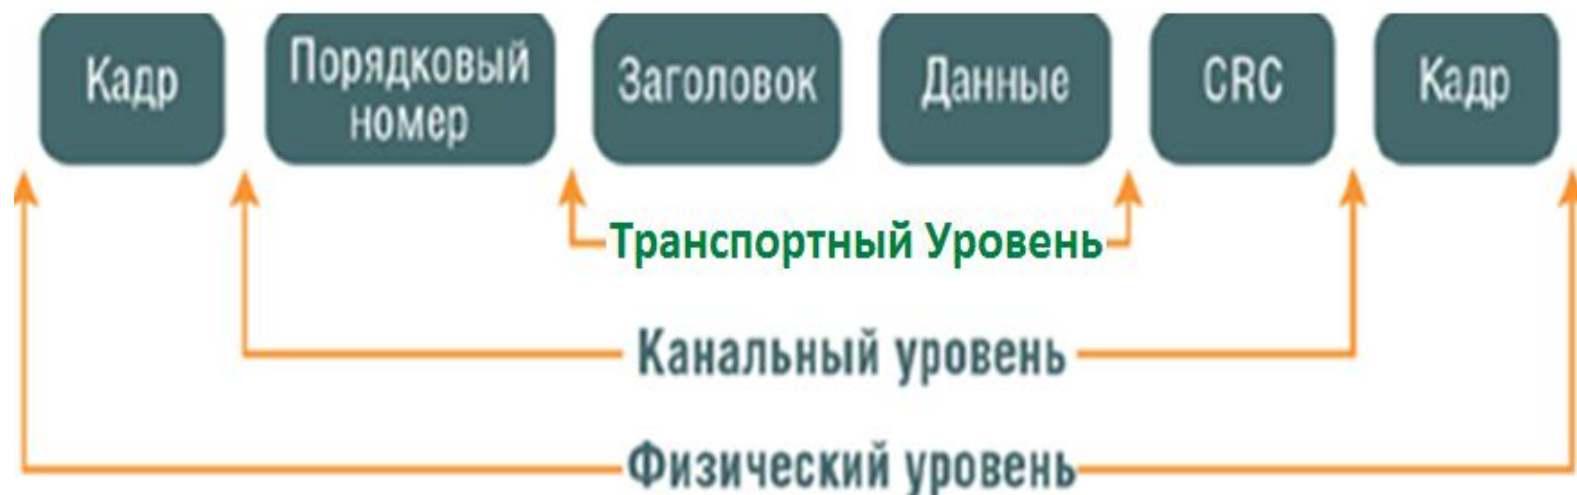 Кадр
Порядковый
номер
Заголовок
Данные
CRC
Кадр
Транспортный Уровень
Канальный уровень
Физический уровень